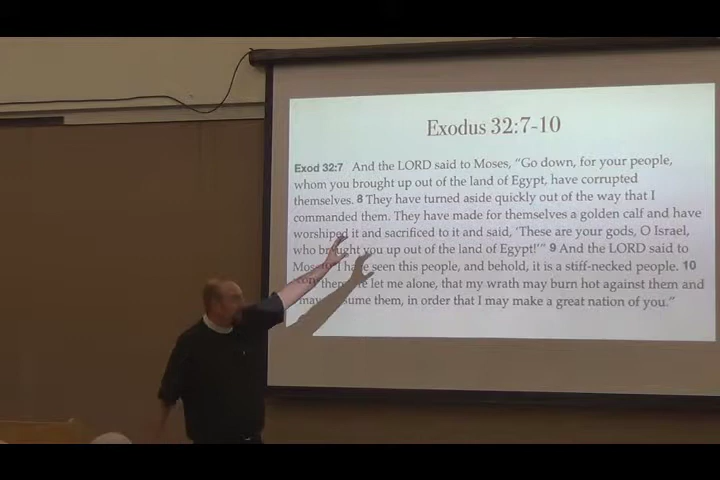 Exodus 32:7-10
Exod 32:7 And the LORD said to Moses, “Go down, for your people,
whom you brought up out of the land of Egypt, have corrupted
themselves. 8 They have turned aside quickly out of the way that I
commanded them. They have made for themselves a golden calf and have
worshiped it and sacrificed to it and said, ‘These are your gods, O Israel,
who brought you up out of the land of Egypt!’” 9 And the LORD said to
Moses, “I have seen this people, and behold, it is a stiff-necked people. 10
let me alone, that my wrath may burn hot against them and
may them, in order that I may make a great nation of you.”